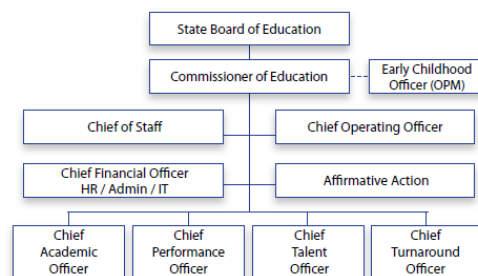 State Board of Education
Commissioner of Education
Early Childhood
Officer (OPM)
Chief of Staff
Chief Operating Officer
Chief Financial Officer
HR / Admin / IT
Affirmative Action
Chief
Academic
Officer
Chief
Performance
Officer
Chief
Talent
Officer
Chief
Turnaround
Officer